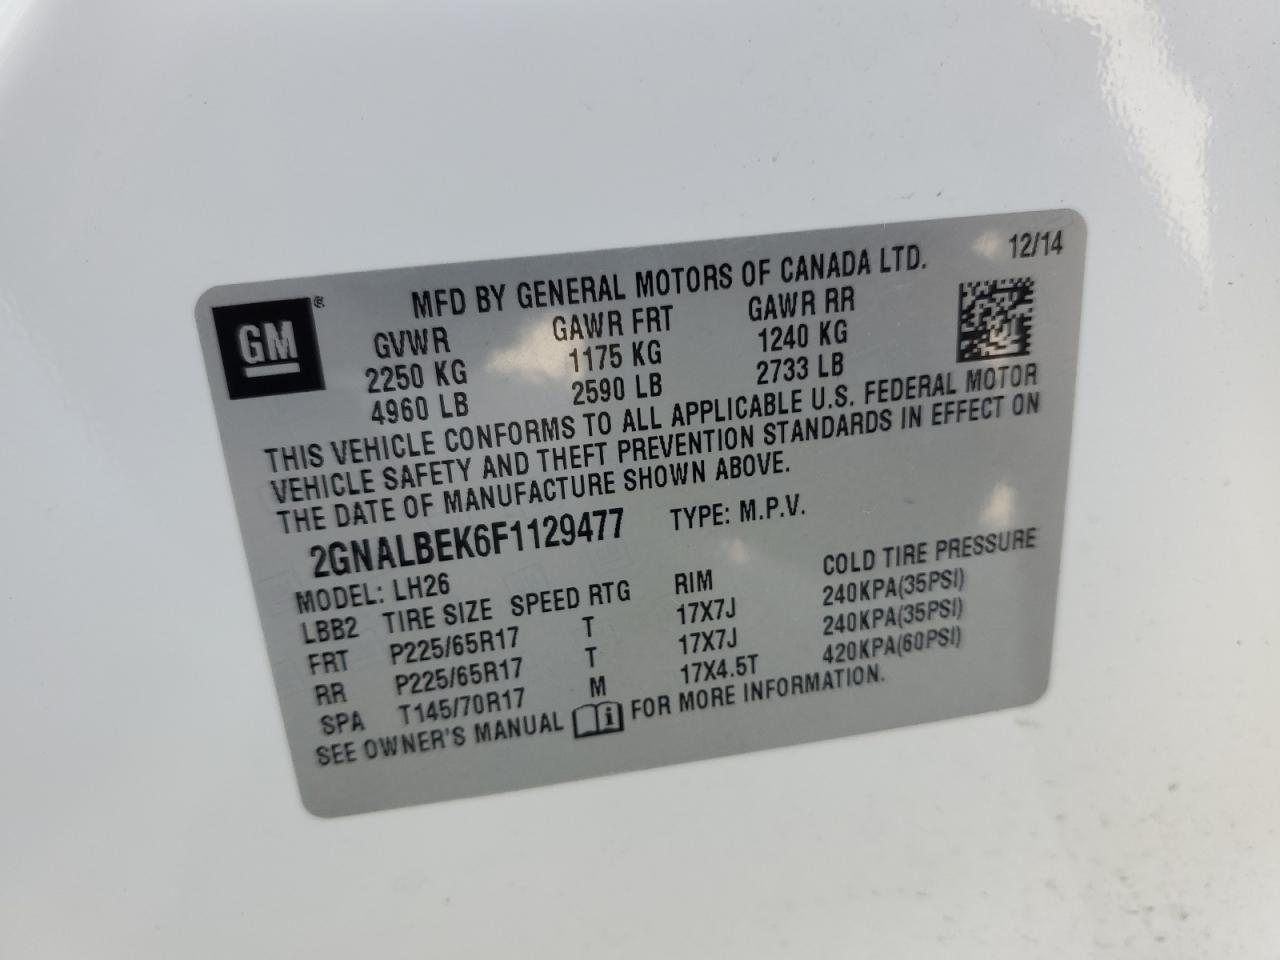 MFD BY GENERAL MOTORS OF CANADA LTD. 12/14
GM ®
GVWR GAWR FRT GAWR RR
2250 KG 1175 KG 1240 KG
4960 LB 2590 LB 2733 LB
THIS VEHICLE CONFORMS TO ALL APPLICABLE U.S. FEDERAL MOTOR
VEHICLE SAFETY AND THEFT PREVENTION STANDARDS IN EFFECT ON
THE DATE OF MANUFACTURE SHOWN ABOVE.
2GNALBEK6F1129477 TYPE: M.P.V.
MODEL: LH26
LBB2 TIRE SIZE SPEED RTG RIM COLD TIRE PRESSURE
FRT P225/65R17 T 17X7J 240KPA(35PSI)
RR P225/65R17 T 17X7J 240KPA(35PSI)
SPA T145/70R17 M 17X4.5T 420KPA(60PSI)
SEE OWNER'S MANUAL i FOR MORE INFORMATION.